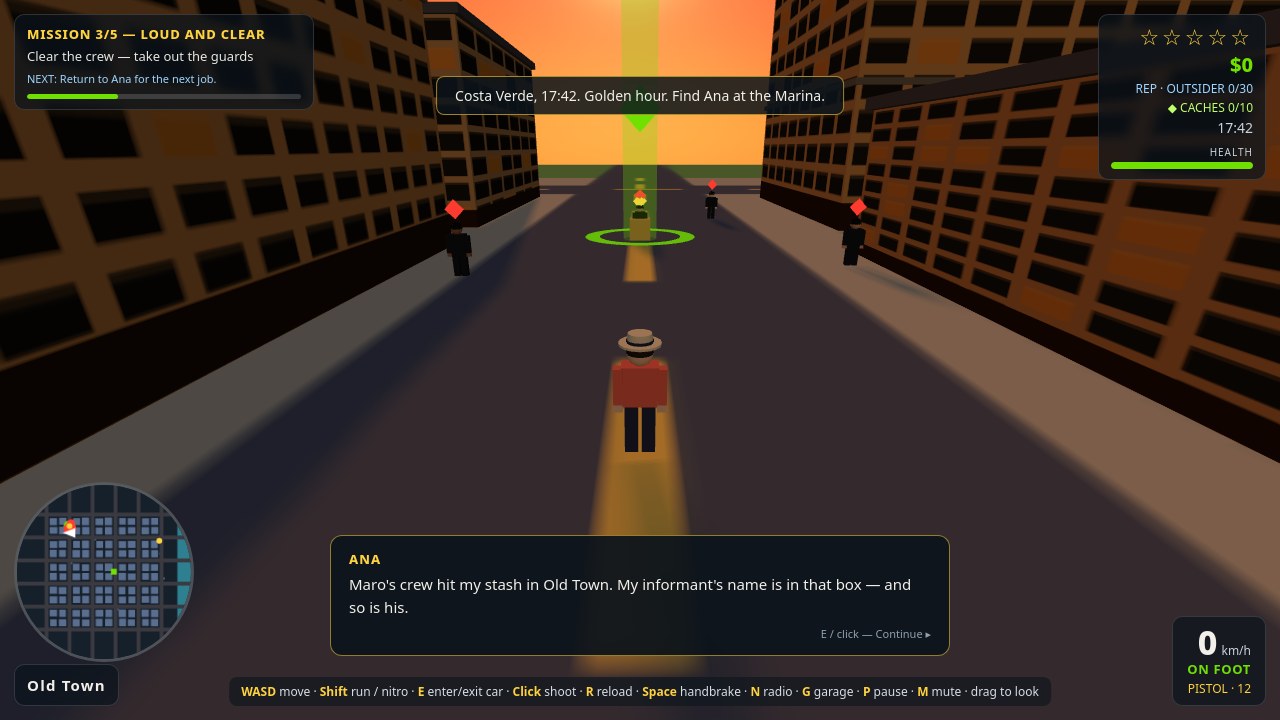 MISSION 3/5 — LOUD AND CLEAR
Clear the crew — take out the guards
NEXT: Return to Ana for the next job.
Costa Verde, 17:42. Golden hour. Find Ana at the Marina.
☆☆☆☆☆
$0
REP · OUTSIDER 0/30
◆ CACHES 0/10
17:42
HEALTH
ANA
Maro's crew hit my stash in Old Town. My informant's name is in that box — and
so is his.
E / click — Continue ▸
Old Town
WASD move · Shift run / nitro · E enter/exit car · Click shoot · R reload · Space handbrake · N radio · G garage · P pause · M mute · drag to look
0 km/h
ON FOOT
PISTOL · 12